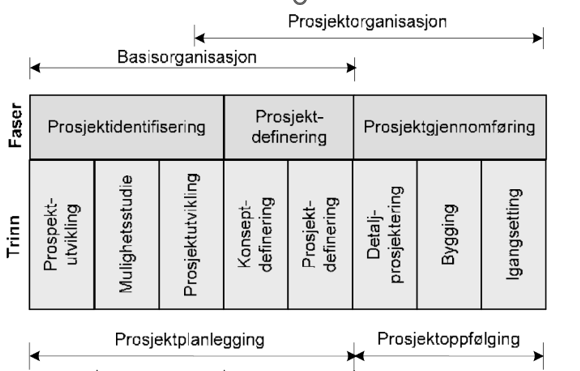 Prosjektorganisasjon
Basisorganisasjon
Faser
Prosjektidentifisering
Prosjekt-
definering
Prosjektgjennomføring
Trinn
Prospekt-
utvikling
Mulighetsstudie
Prosjektutvikling
Konsept-
definering
Prosjekt-
definering
Detalj-
prosjektering
Bygging
Igangsetting
Prosjektplanlegging
Prosjektoppfølging